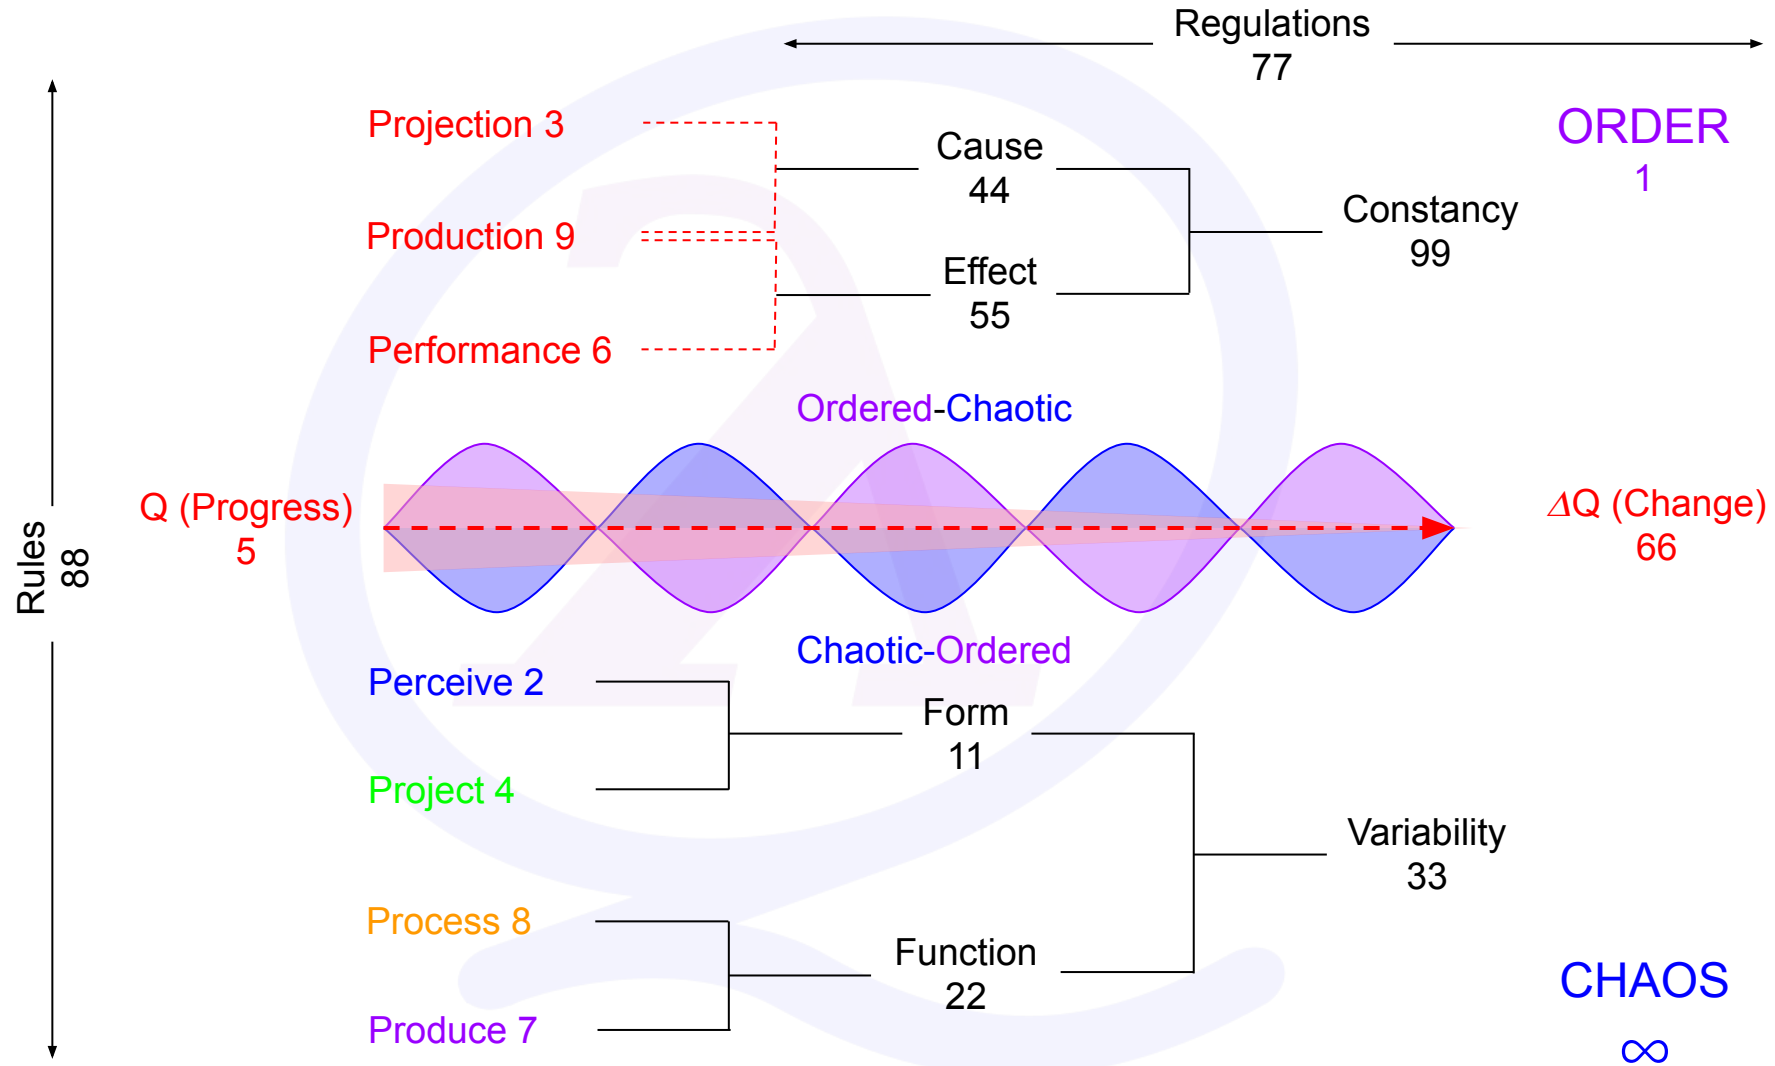 Regulations
77
Projection 3
ORDER
1
Cause
44
Constancy
99
Production 9
Effect
55
Performance 6
Ordered-Chaotic
Rules
88
Q (Progress)
5
ΔQ (Change)
66
Chaotic-Ordered
Perceive 2
Form
11
Project 4
Variability
33
Process 8
Function
22
Produce 7
CHAOS
∞